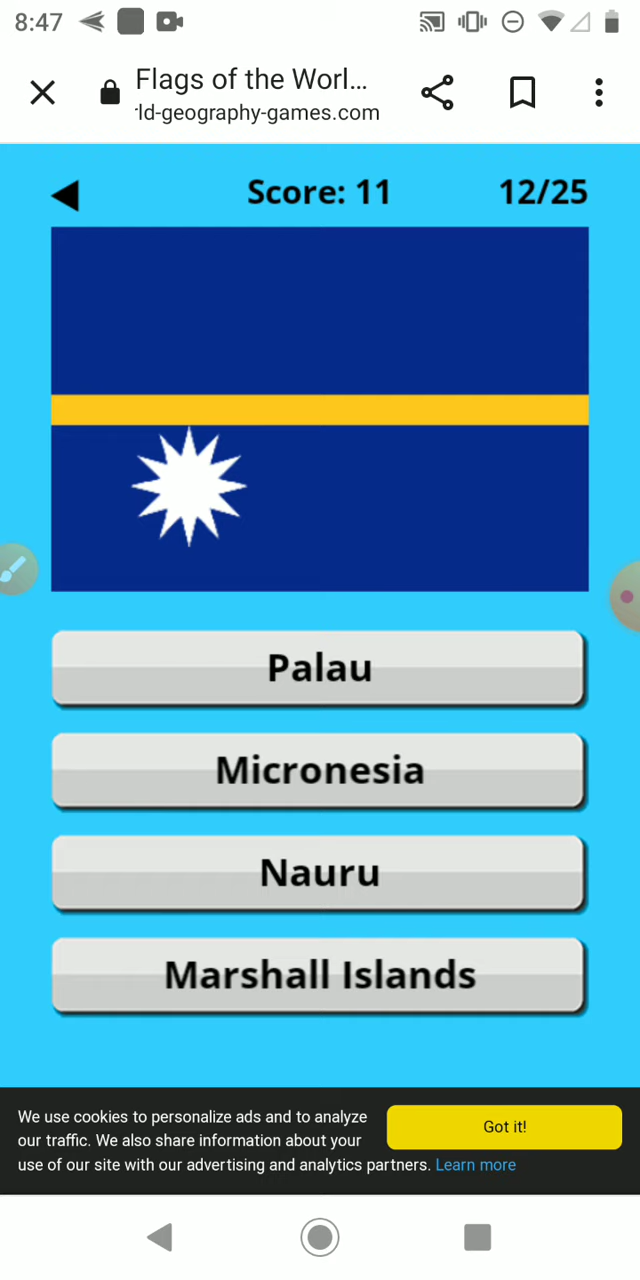 8:47
Flags of the Worl...
rld-geography-games.com
Score: 11 12/25
Palau
Micronesia
Nauru
Marshall Islands
We use cookies to personalize ads and to analyze
our traffic. We also share information about your
use of our site with our advertising and analytics partners. Learn more
Got it!